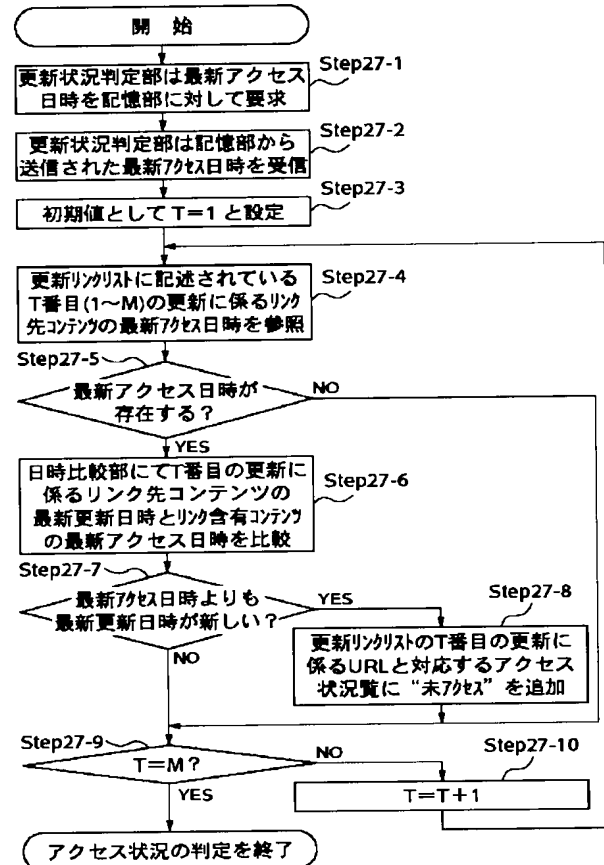 開 始
Step27-1
更新状況判定部は最新アクセス
日時を記憶部に対して要求
Step27-2
更新状況判定部は記憶部から
送信された最新ｱｸｾｽ日時を受信
Step27-3
初期値として T=1 と設定
Step27-4
更新ﾘﾝｸﾘｽﾄに記述されている
T番目(1～M)の更新に係るﾘﾝｸ
先コンテンツの最新アクセス日時を参照
Step27-5
最新アクセス日時が
存在する？
NO
YES
日時比較部にてT番目の更新に
係るリンク先コンテンツの
最新更新日時とﾘﾝｸ含有ｺﾝﾃﾝﾂ
の最新アクセス日時を比較
Step27-6
Step27-7
最新ｱｸｾｽ日時よりも
最新更新日時が新しい？
YES
NO
Step27-8
更新ﾘﾝｸﾘｽﾄのT番目の更新に
係るURLと対応するアクセス
状況覧に“未ｱｸｾｽ”を追加
Step27-9
T=M？
NO
YES
Step27-10
T=T+1
アクセス状況の判定を終了